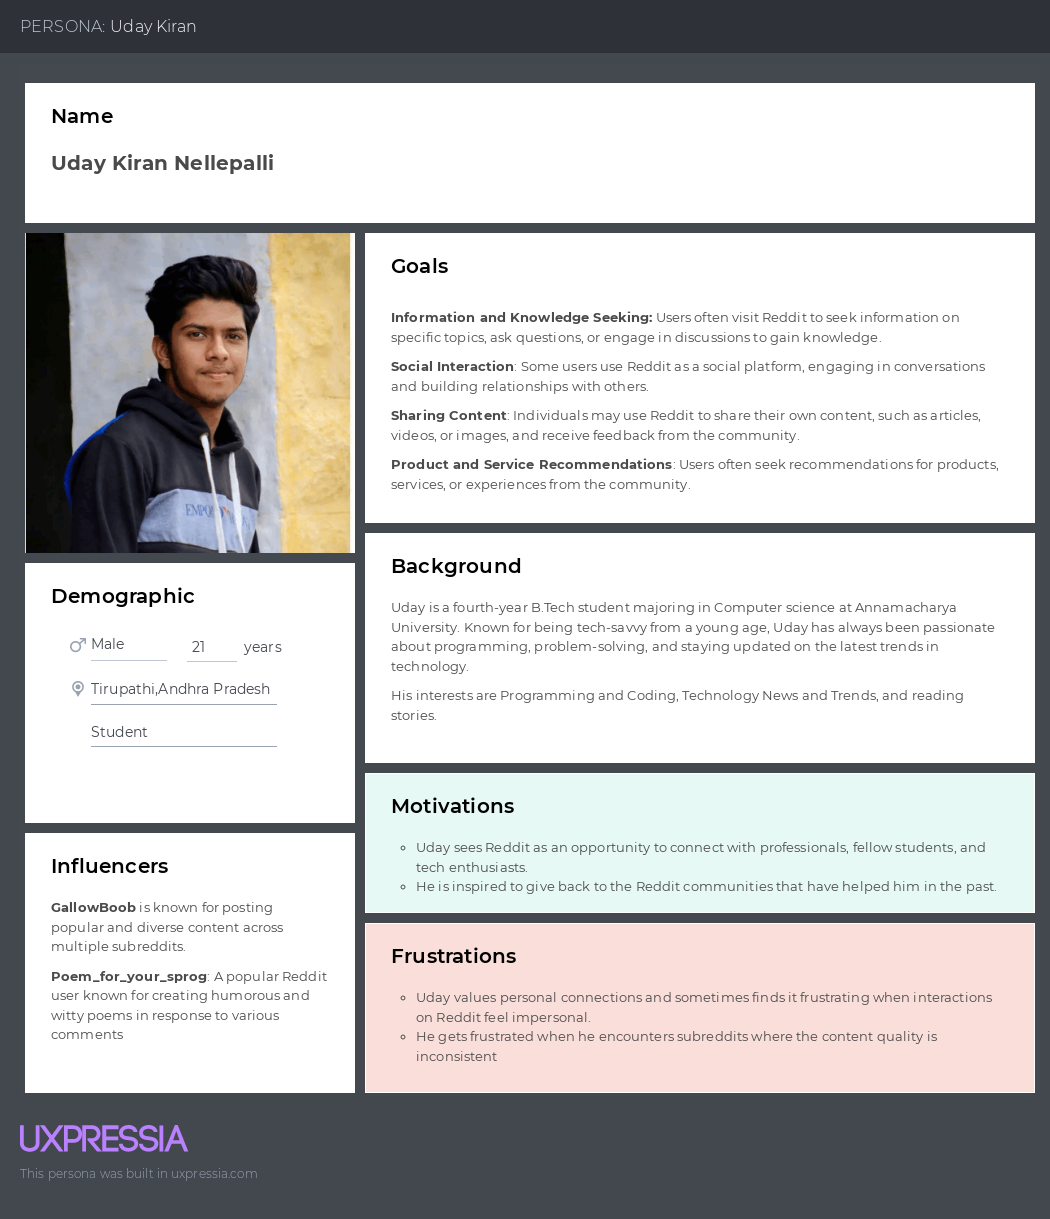 PERSONA: Uday Kiran
Name
Uday Kiran Nellepalli
Goals
Information and Knowledge Seeking: Users often visit Reddit to seek information on
specific topics, ask questions, or engage in discussions to gain knowledge.
Social Interaction: Some users use Reddit as a social platform, engaging in conversations
and building relationships with others.
Sharing Content: Individuals may use Reddit to share their own content, such as articles,
videos, or images, and receive feedback from the community.
Product and Service Recommendations: Users often seek recommendations for products,
services, or experiences from the community.
Demographic
Male 21 years
Tirupathi,Andhra Pradesh
Student
Background
Uday is a fourth-year B.Tech student majoring in Computer science at Annamacharya
University. Known for being tech-savvy from a young age, Uday has always been passionate
about programming, problem-solving, and staying updated on the latest trends in
technology.
His interests are Programming and Coding, Technology News and Trends, and reading
stories.
Influencers
GallowBoob is known for posting
popular and diverse content across
multiple subreddits.
Poem_for_your_sprog: A popular Reddit
user known for creating humorous and
witty poems in response to various
comments
Motivations
Uday sees Reddit as an opportunity to connect with professionals, fellow students, and
tech enthusiasts.
He is inspired to give back to the Reddit communities that have helped him in the past.
Frustrations
Uday values personal connections and sometimes finds it frustrating when interactions
on Reddit feel impersonal.
He gets frustrated when he encounters subreddits where the content quality is
inconsistent
UXPRESSIA
This persona was built in uxpressia.com